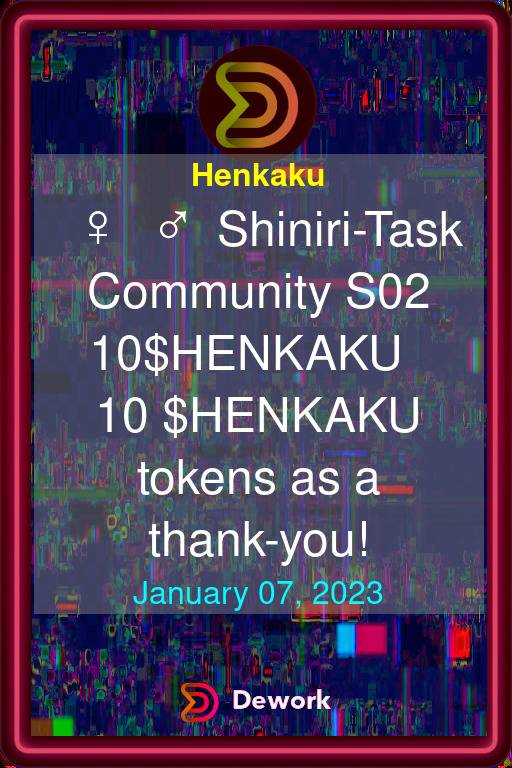 Henkaku
♀ ♂ Shiniri-Task
Community S02
10$HENKAKU
10 $HENKAKU
tokens as a
thank-you!
January 07, 2023
Dework